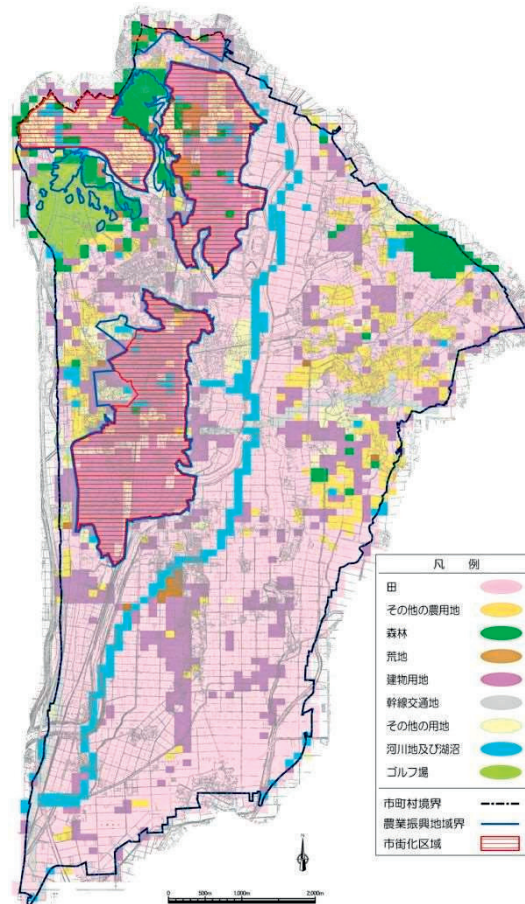 凡 例
田
その他の農用地
森林
荒地
建物用地
幹線交通地
その他の用地
河川地及び湖沼
ゴルフ場
市町村境界
農業振興地域界
市街化区域
0 500m 1,000m 2,000m